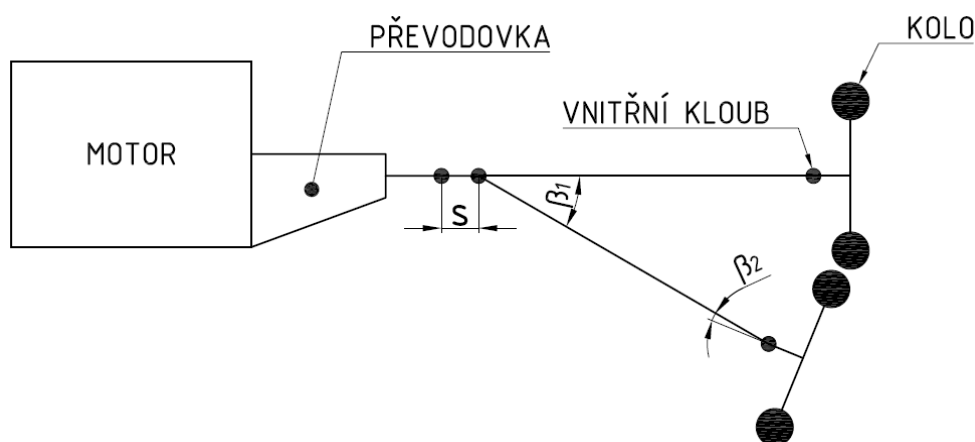 PŘEVODOVKA
KOLO
MOTOR
VNITŘNÍ KLOUB
β1
S
β2